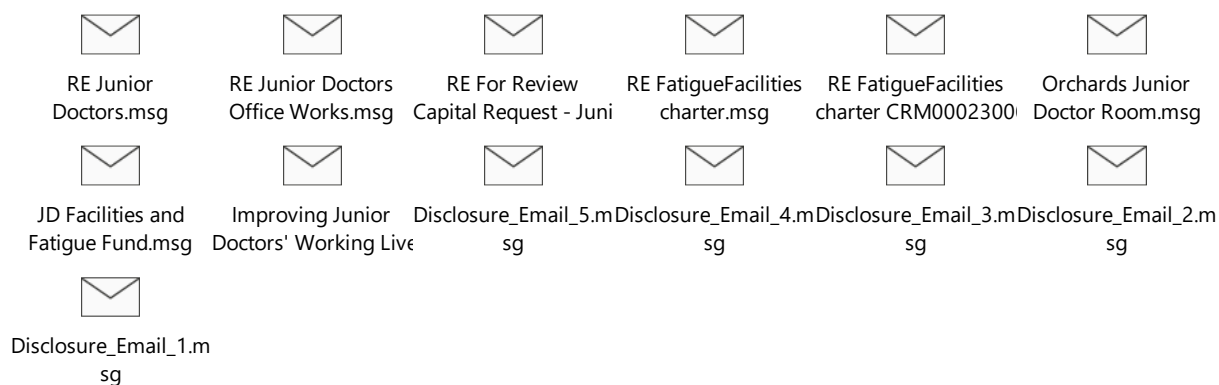 RE Junior
Doctors.msg
RE Junior Doctors
Office Works.msg
RE For Review
Capital Request - Juni
RE FatigueFacilities
charter.msg
RE FatigueFacilities
charter CRM00023000
Orchards Junior
Doctor Room.msg
JD Facilities and
Fatigue Fund.msg
Improving Junior
Doctors' Working Live
Disclosure_Email_5.m
sg
Disclosure_Email_4.m
sg
Disclosure_Email_3.m
sg
Disclosure_Email_2.m
sg
Disclosure_Email_1.m
sg